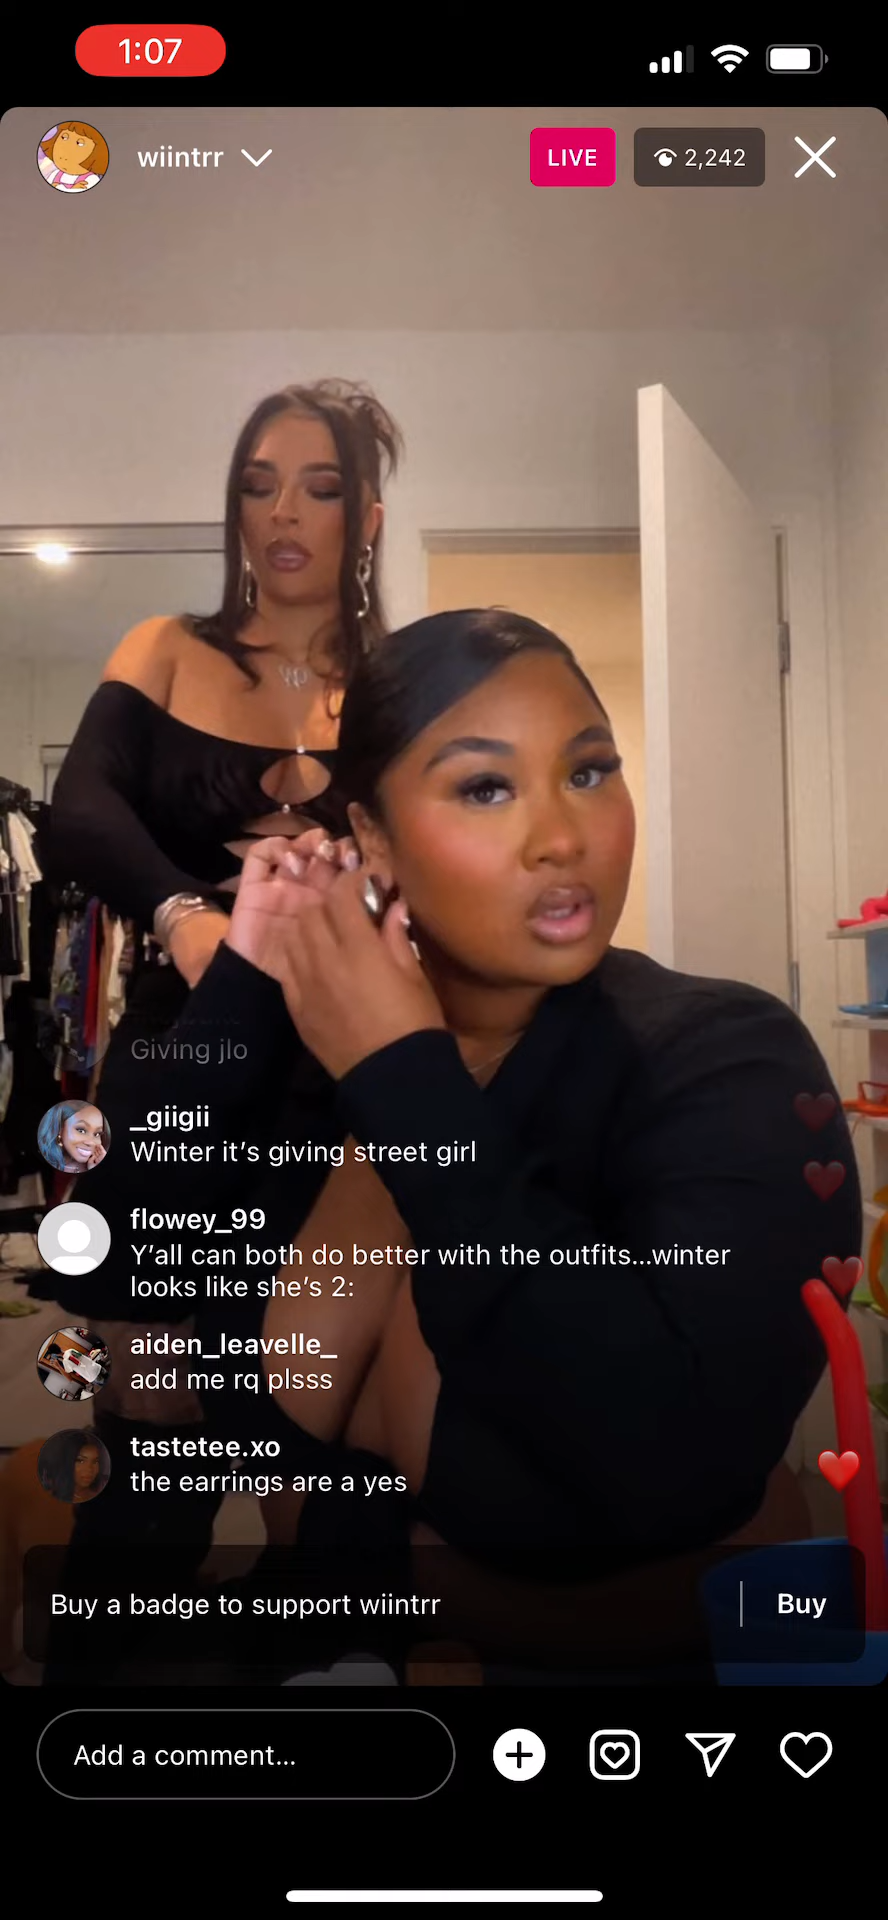 1:07
wiintrr
LIVE
2,242
Giving jlo
_giigii
Winter it’s giving street girl
flowey_99
Y’all can both do better with the outfits...winter
looks like she’s 2:
aiden_leavelle_
add me rq plsss
tastetee.xo
the earrings are a yes
Buy a badge to support wiintrr
Buy
Add a comment...